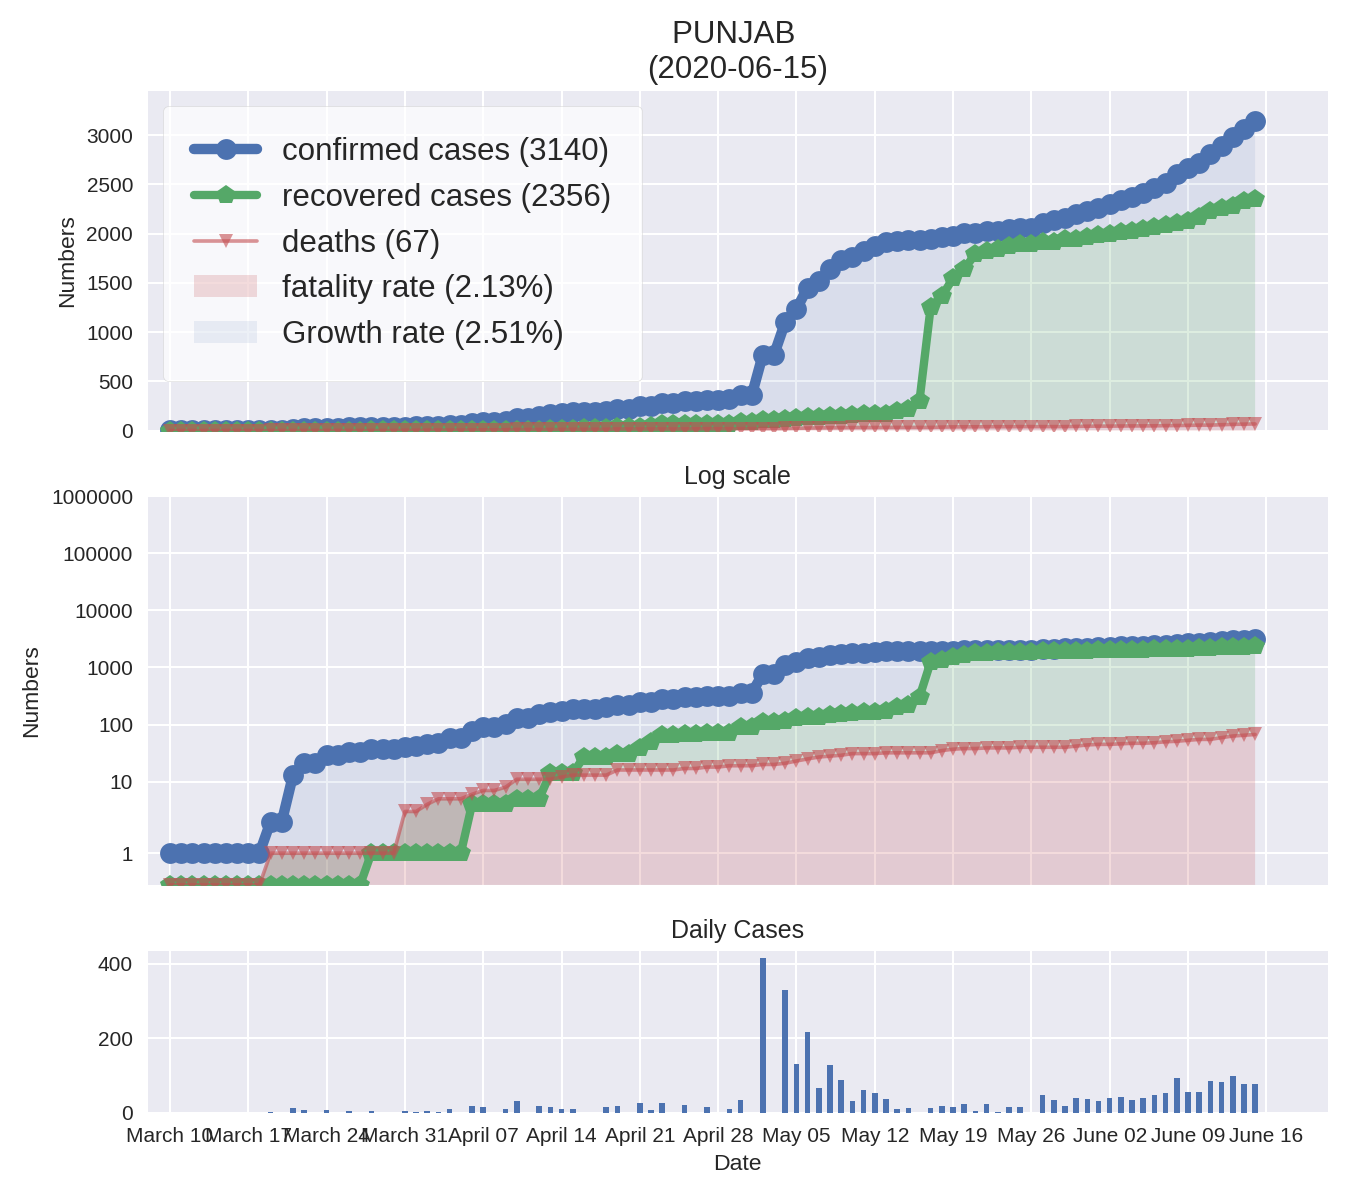 PUNJAB
(2020-06-15)
3000
2500
2000
1500
1000
500
0
Numbers
confirmed cases (3140)
recovered cases (2356)
deaths (67)
fatality rate (2.13%)
Growth rate (2.51%)
Log scale
1000000
100000
10000
1000
100
10
1
Numbers
Daily Cases
400
200
0
March 10 March 17 March 24 March 31 April 07 April 14 April 21 April 28 May 05 May 12 May 19 May 26 June 02 June 09 June 16
Date